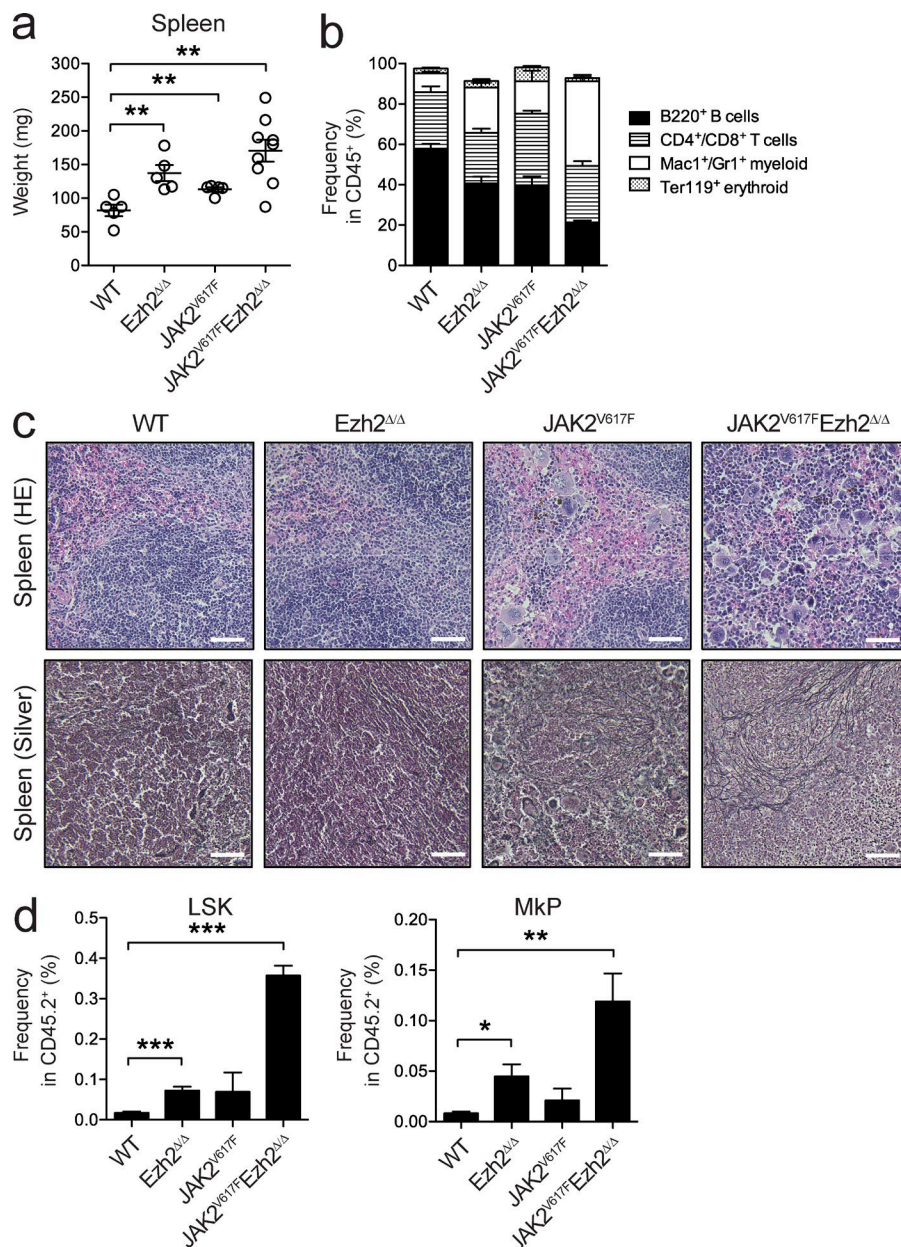 a
Spleen
**
**
**
Weight (mg)
300
250
200
150
100
50
0
WT
Ezh2Δ/Δ
JAK2V617F
JAK2V617FEzh2Δ/Δ
b
Frequency
in CD45+ (%)
100
80
60
40
20
0
WT
Ezh2Δ/Δ
JAK2V617F
JAK2V617FEzh2Δ/Δ
B220+ B cells
CD4+/CD8+ T cells
Mac1+/Gr1+ myeloid
Ter119+ erythroid
c
WT
Ezh2Δ/Δ
JAK2V617F
JAK2V617FEzh2Δ/Δ
Spleen (HE)
Spleen (Silver)
d
LSK
***
***
Frequency
in CD45.2+ (%)
0.5
0.4
0.3
0.2
0.1
0.0
WT
Ezh2Δ/Δ
JAK2V617F
JAK2V617FEzh2Δ/Δ
MkP
**
*
Frequency
in CD45.2+ (%)
0.20
0.15
0.10
0.05
0.00
WT
Ezh2Δ/Δ
JAK2V617F
JAK2V617FEzh2Δ/Δ